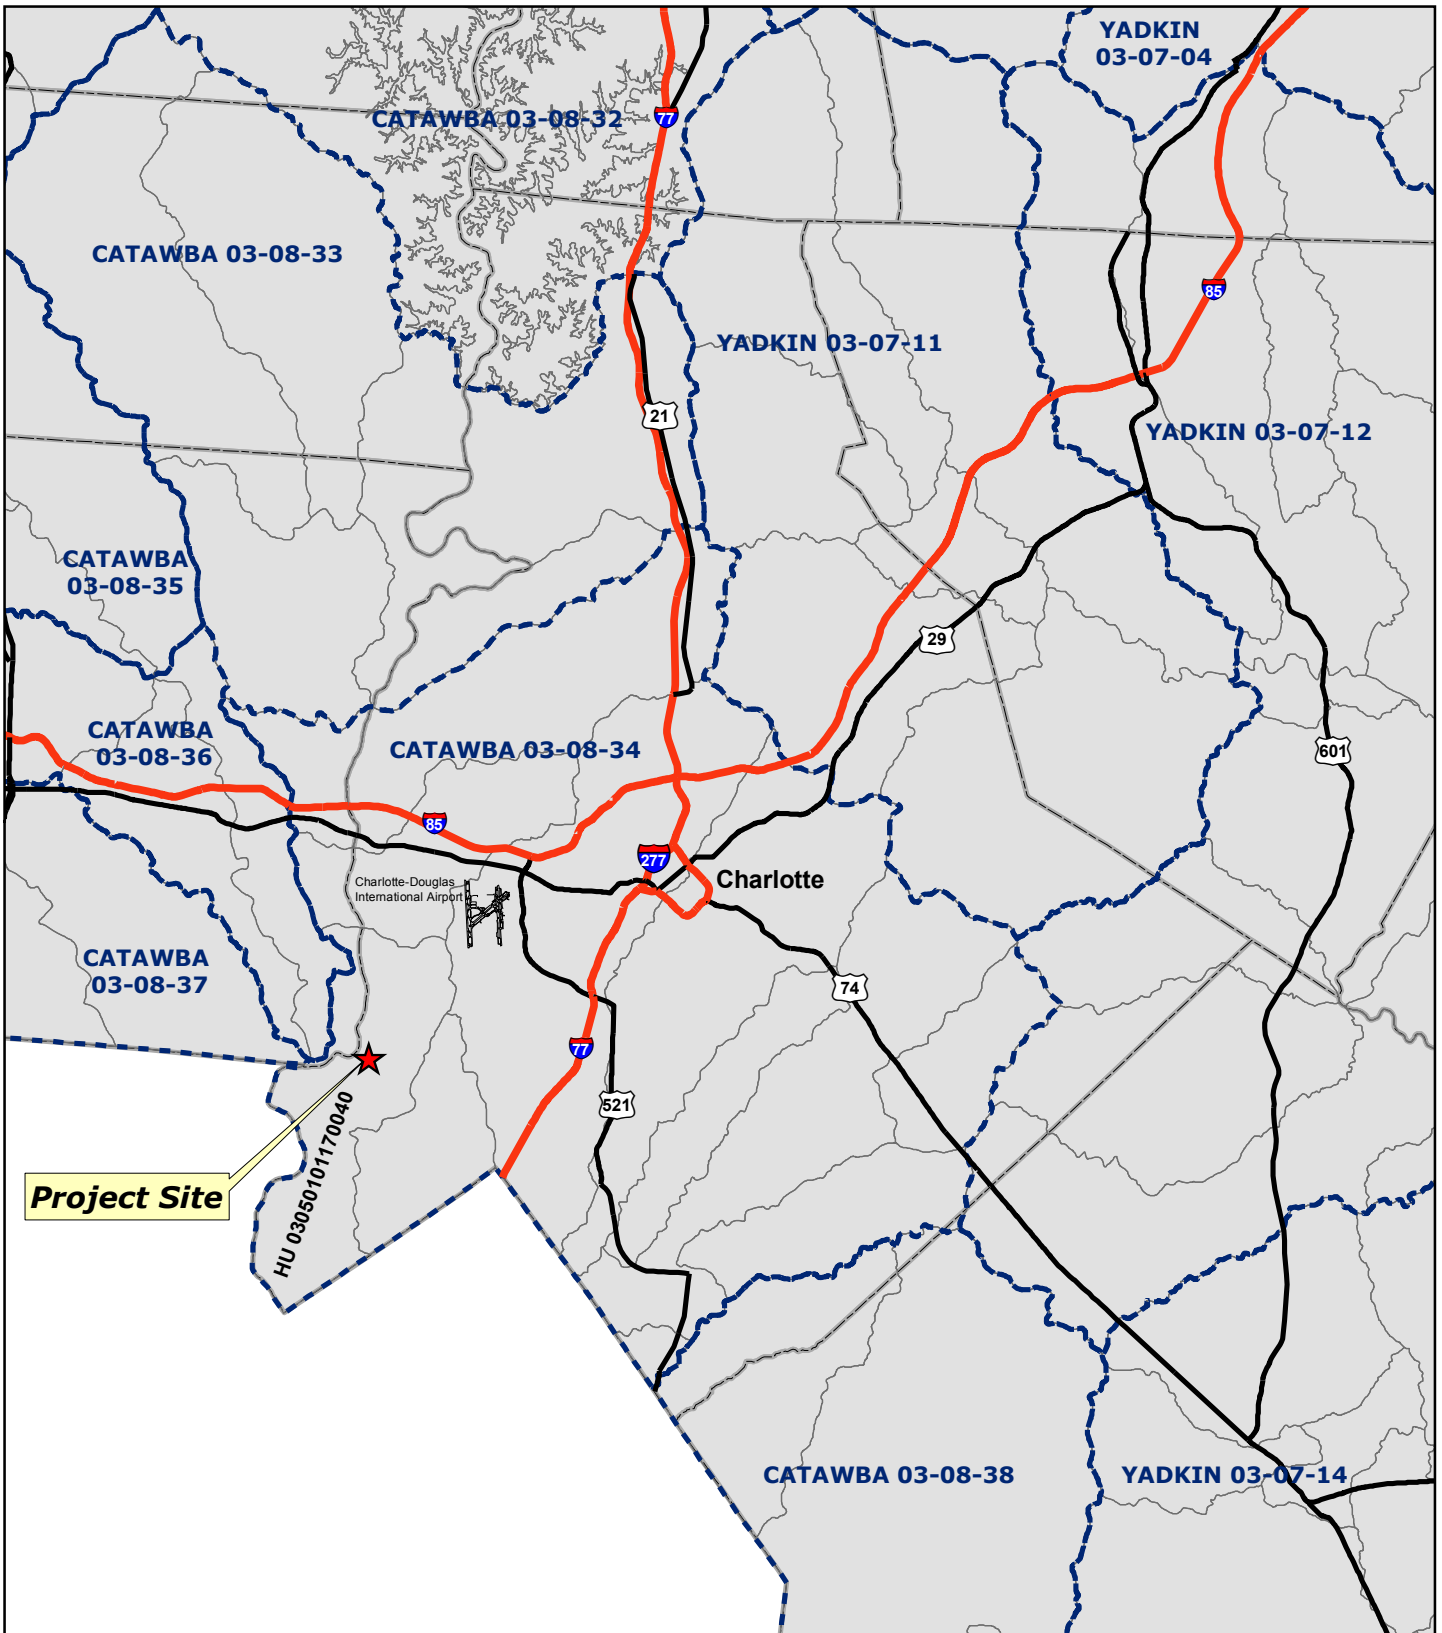 YADKIN
03-07-04
CATAWBA 03-08-32
77
CATAWBA 03-08-33
85
YADKIN 03-07-11
21
YADKIN 03-07-12
CATAWBA
03-08-35
29
CATAWBA
03-08-36
CATAWBA 03-08-34
601
85
277
Charlotte
Charlotte-Douglas
International Airport
CATAWBA
03-08-37
74
77
521
HU 03050101170040
Project Site
CATAWBA 03-08-38
YADKIN 03-07-14